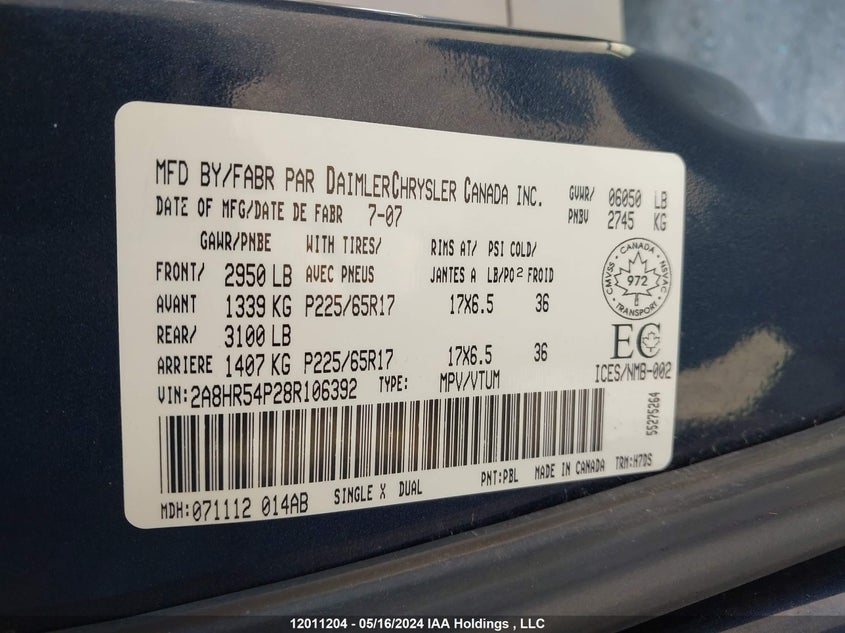 MFD BY/FABR PAR DAIMLERCHRYSLER CANADA INC. GVWR/ 06050 LB
DATE OF MFG/DATE DE FABR 7-07 PNBV 2745 KG
GAWR/PNBE WITH TIRES/ RIMS AT/ PSI COLD/
FRONT/ 2950 LB AVEC PNEUS JANTES A LB/PO² FROID
AVANT 1339 KG P225/65R17 17X6.5 36
REAR/ 3100 LB
ARRIERE 1407 KG P225/65R17 17X6.5 36
CANADA
CMVSS NSVAC
972
TRANSPORT
EC
ICES/NMB-002
VIN:2A8HR54P28R106392 TYPE: MPV/VTUM
55275264
PNT:PBL MADE IN CANADA TRM:H7DS
MDH:071112 014AB SINGLE X DUAL
12011204 - 05/16/2024 IAA Holdings , LLC